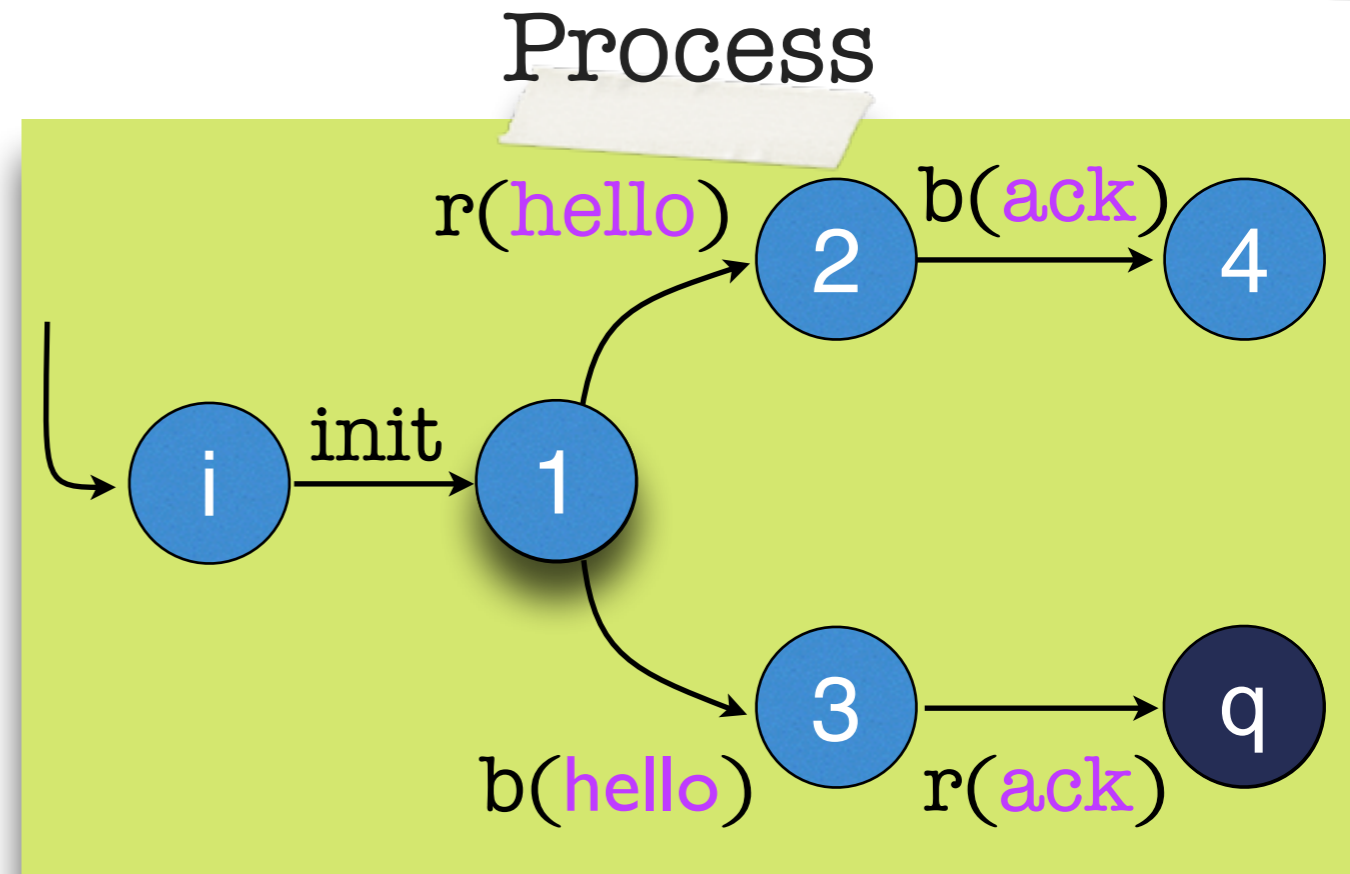 Process
r(hello)
b(ack)
2
4
init
i
1
3
q
b(hello)
r(ack)